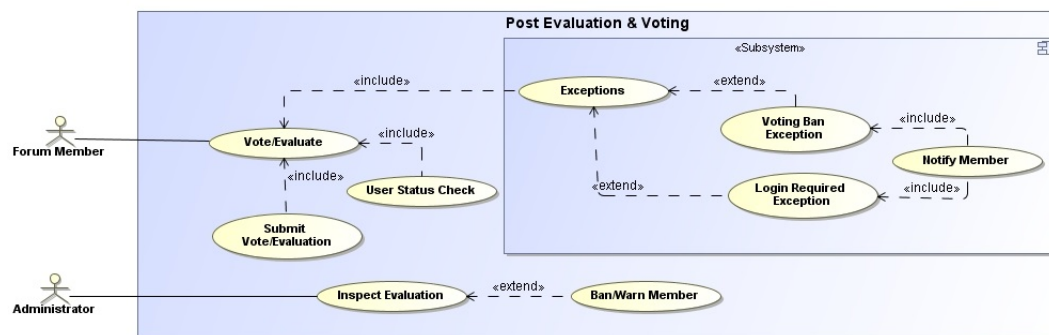 Post Evaluation & Voting
«Subsystem»
«include»
«extend»
Exceptions
Voting Ban
Exception
«include»
Forum Member
Vote/Evaluate
«include»
Notify Member
«include»
User Status Check
«extend»
Login Required
Exception
«include»
Submit
Vote/Evaluation
Administrator
Inspect Evaluation
«extend»
Ban/Warn Member